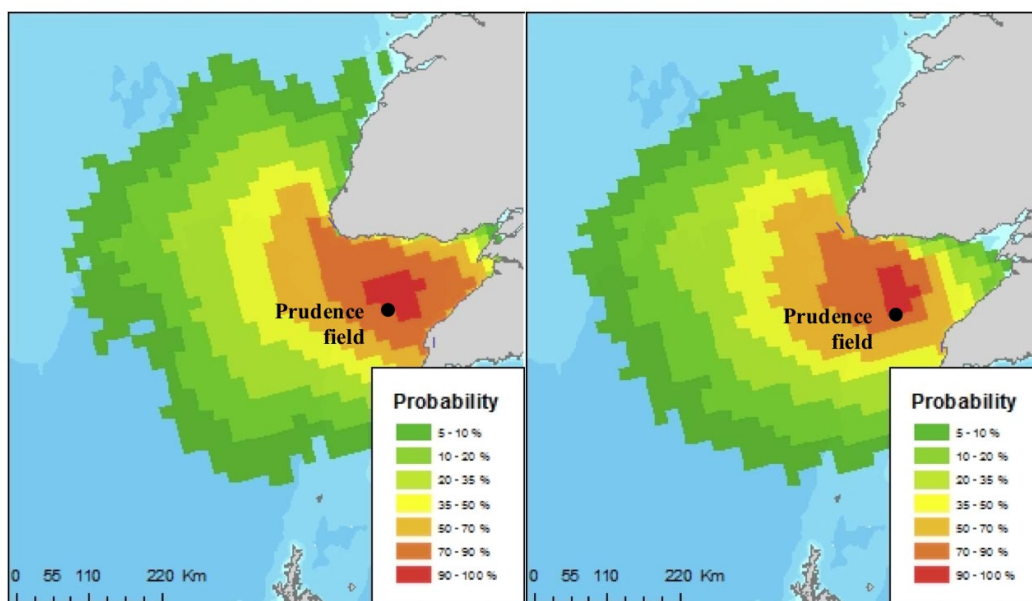 Prudence
field
Probability
5 - 10 %
10 - 20 %
20 - 35 %
35 - 50 %
50 - 70 %
70 - 90 %
90 - 100 %
0 55 110 220 Km
Prudence
field
Probability
5 - 10 %
10 - 20 %
20 - 35 %
35 - 50 %
50 - 70 %
70 - 90 %
90 - 100 %
0 55 110 220 Km